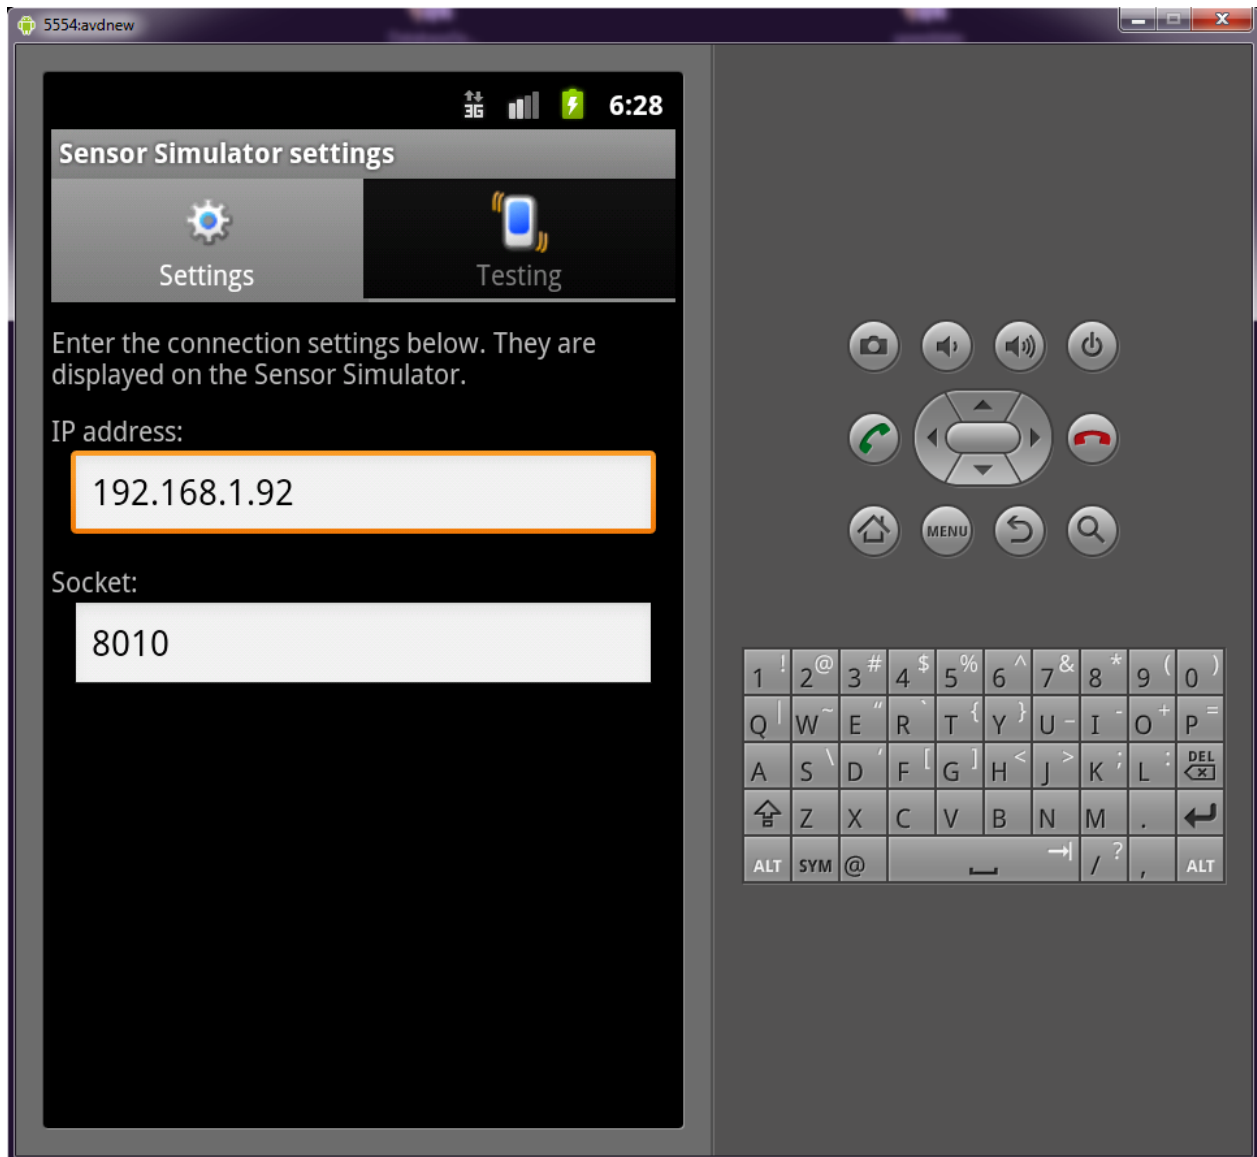 5554:avdnew
3G 6:28
Sensor Simulator settings
Settings Testing
Enter the connection settings below. They are
displayed on the Sensor Simulator.
IP address:
192.168.1.92
Socket:
8010
MENU
1 ! 2 @ 3 # 4 $ 5 % 6 ^ 7 & 8 * 9 ( 0 )
Q | W ~ E " R ` T { Y } U _ I - O + P =
A S \ D ' F [ G ] H < J > K ; L : DEL
Z X C V B N M .
ALT SYM @ / ? , ALT